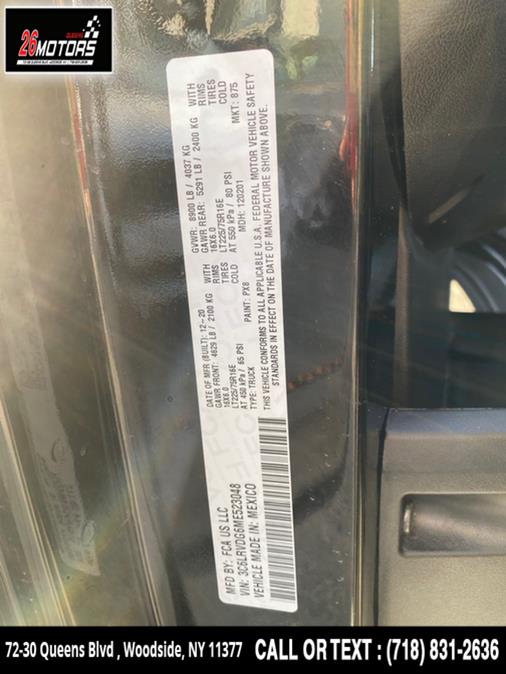 QUEENS
26MOTORS
MFD BY: FCA US LLC
DATE OF MFR (BUILT): 12-20
GVWR: 8900 LB / 4037 KG
GAWR FRONT: 4629 LB / 2100 KG WITH
16X6.0 RIMS
LT225/75R16E TIRES
AT 450 kPa / 65 PSI COLD
GAWR REAR: 5291 LB / 2400 KG WITH
16X6.0 RIMS
LT225/75R16E TIRES
AT 550 kPa / 80 PSI COLD
VIN: 3C6LRVDG6ME523048
TYPE: TRUCK
PAINT: PX8
MDH: 120201
MKT: 875
VEHICLE MADE IN: MEXICO
THIS VEHICLE CONFORMS TO ALL APPLICABLE U.S.A. FEDERAL MOTOR VEHICLE SAFETY
STANDARDS IN EFFECT ON THE DATE OF MANUFACTURE SHOWN ABOVE.
72-30 Queens Blvd , Woodside, NY 11377
CALL OR TEXT : (718) 831-2636